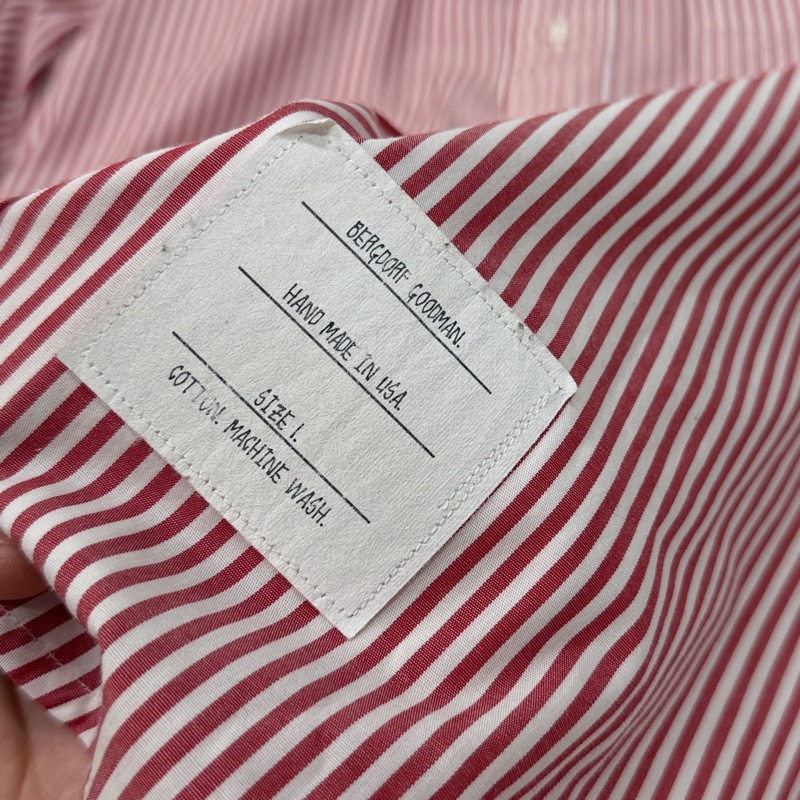 BERGDORF GOODMAN.
HAND MADE IN USA.
SIZE 1.
COTTON. MACHINE WASH.